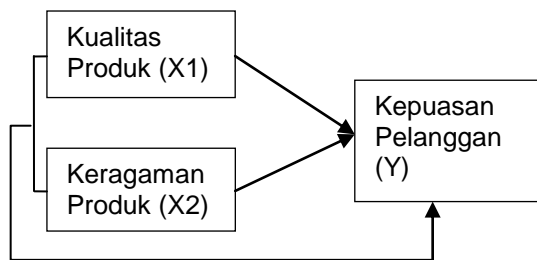 Kualitas
Produk (X1)
Kepuasan
Pelanggan
(Y)
Keragaman
Produk (X2)